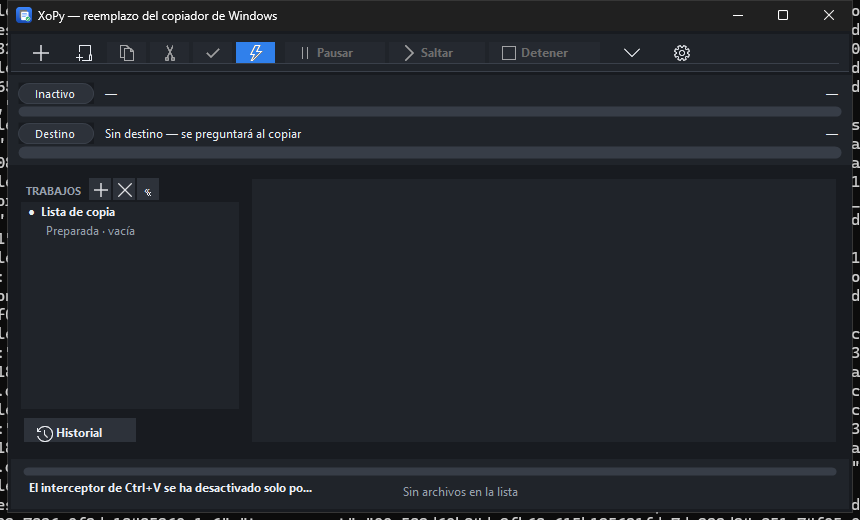 XoPy — reemplazo del copiador de Windows
Pausar
Saltar
Detener
Inactivo —
—
Destino Sin destino — se preguntará al copiar
—
TRABAJOS
• Lista de copia
Preparada · vacía
Historial
El interceptor de Ctrl+V se ha desactivado solo po...
Sin archivos en la lista